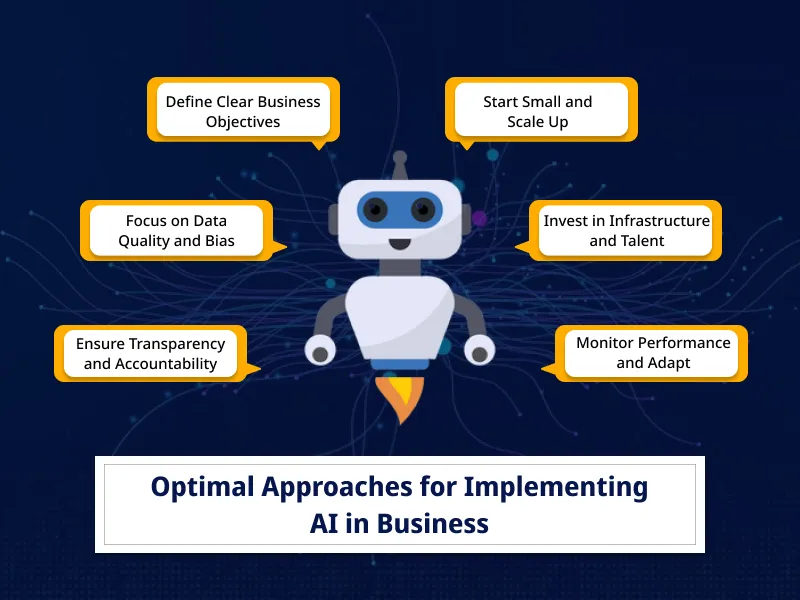 Define Clear Business
Objectives
Start Small and
Scale Up
Focus on Data
Quality and Bias
Invest in Infrastructure
and Talent
Ensure Transparency
and Accountability
Monitor Performance
and Adapt
Optimal Approaches for Implementing
AI in Business